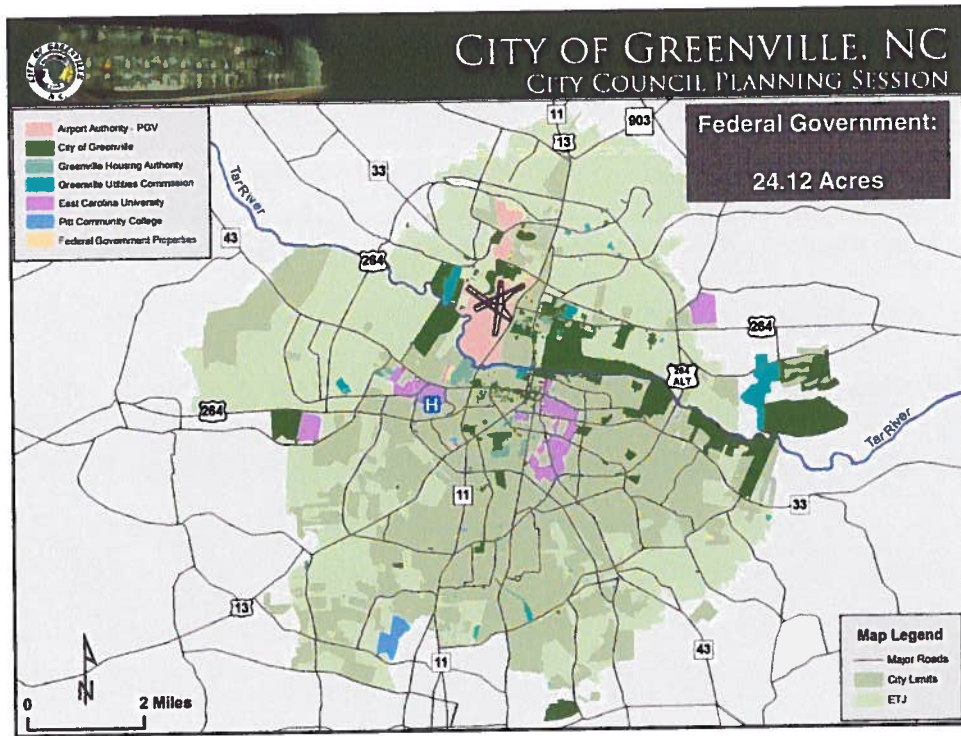 CITY OF GREENVILLE, NC
CITY COUNCIL PLANNING SESSION
CITY OF GREENVILLE
N.C.
Airport Authority - PGV
City of Greenville
Greenville Housing Authority
Greenville Utilities Commission
East Carolina University
Pitt Community College
Federal Government Properties
Federal Government:
24.12 Acres
11
13
903
33
Tar River
43
264
264
264
ALT
264
H
Tar River
11
33
13
11
43
N
0 2 Miles
Map Legend
Major Roads
City Limits
ETJ